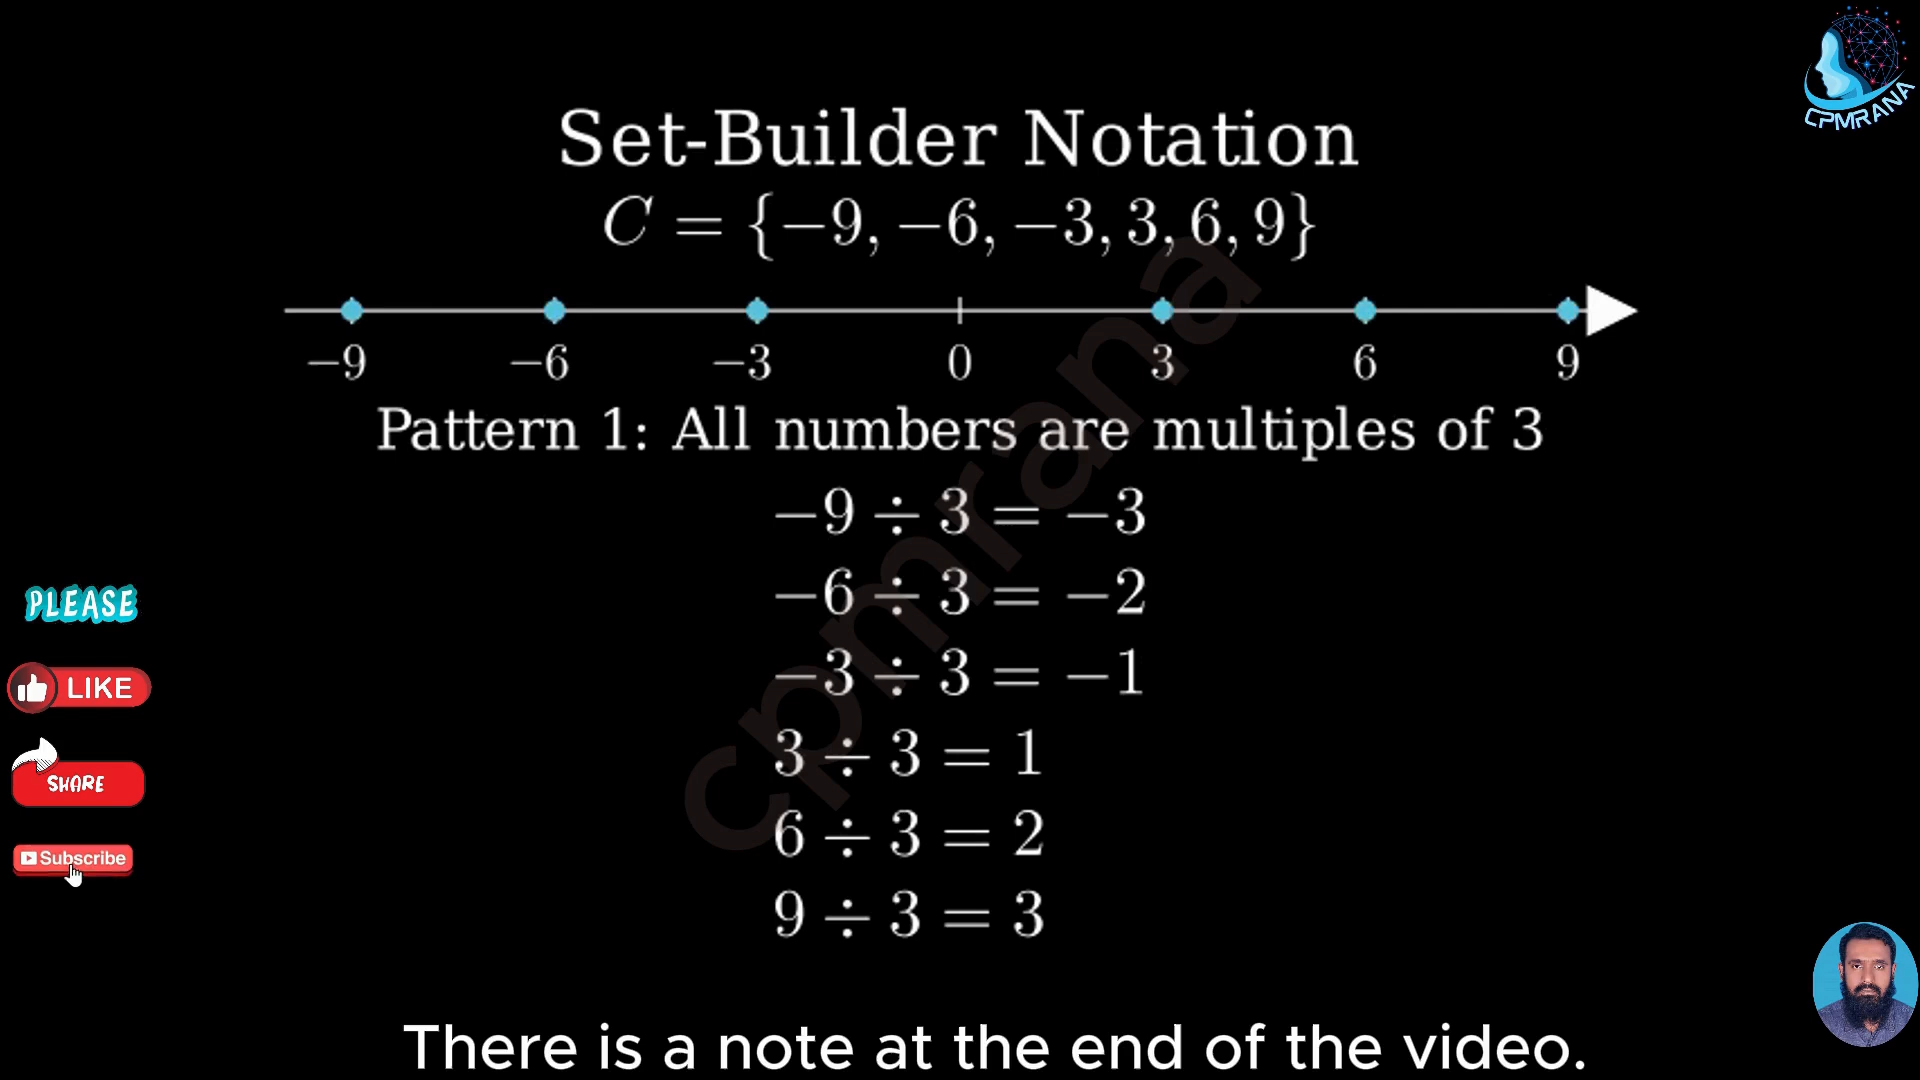 CPMRANA
Set-Builder Notation
C = {−9, −6, −3, 3, 6, 9}
−9 −6 −3 0 3 6 9
Pattern 1: All numbers are multiples of 3
−9 ÷ 3 = −3
−6 ÷ 3 = −2
−3 ÷ 3 = −1
3 ÷ 3 = 1
6 ÷ 3 = 2
9 ÷ 3 = 3
cpmrana
PLEASE
LIKE
SHARE
Subscribe
There is a note at the end of the video.